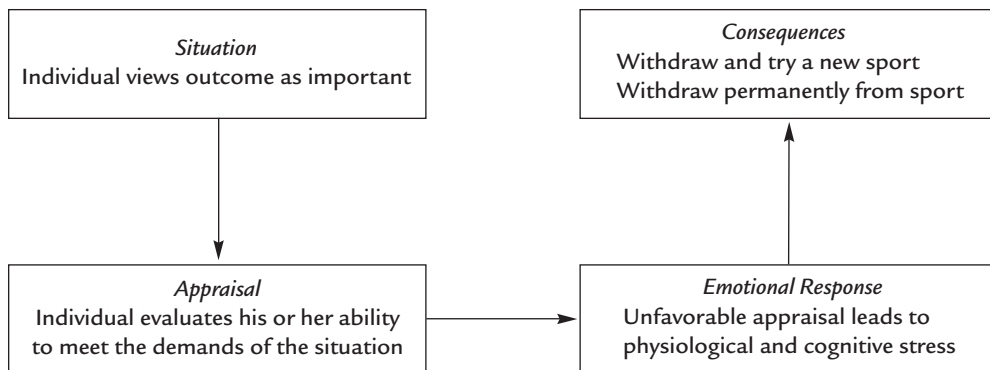 Situation
Individual views outcome as important
Appraisal
Individual evaluates his or her ability
to meet the demands of the situation
Emotional Response
Unfavorable appraisal leads to
physiological and cognitive stress
Consequences
Withdraw and try a new sport
Withdraw permanently from sport